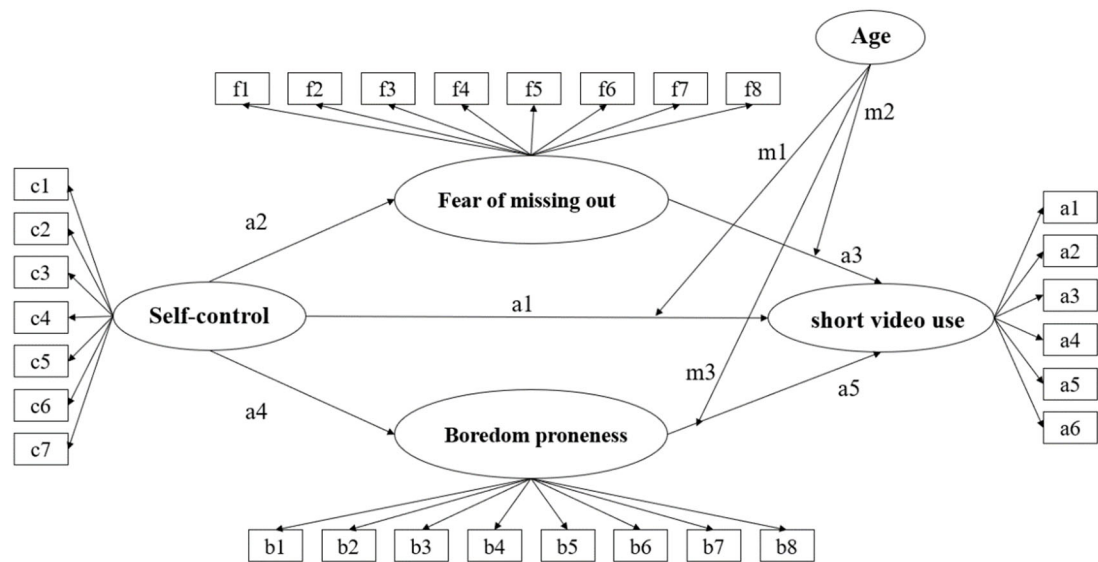 Age
f1 f2 f3 f4 f5 f6 f7 f8
m2
m1
c1
c2
c3
c4
c5
c6
c7
a2
Fear of missing out
a3
Self-control
a1
short video use
m3
a4
a5
Boredom proneness
a1
a2
a3
a4
a5
a6
b1 b2 b3 b4 b5 b6 b7 b8